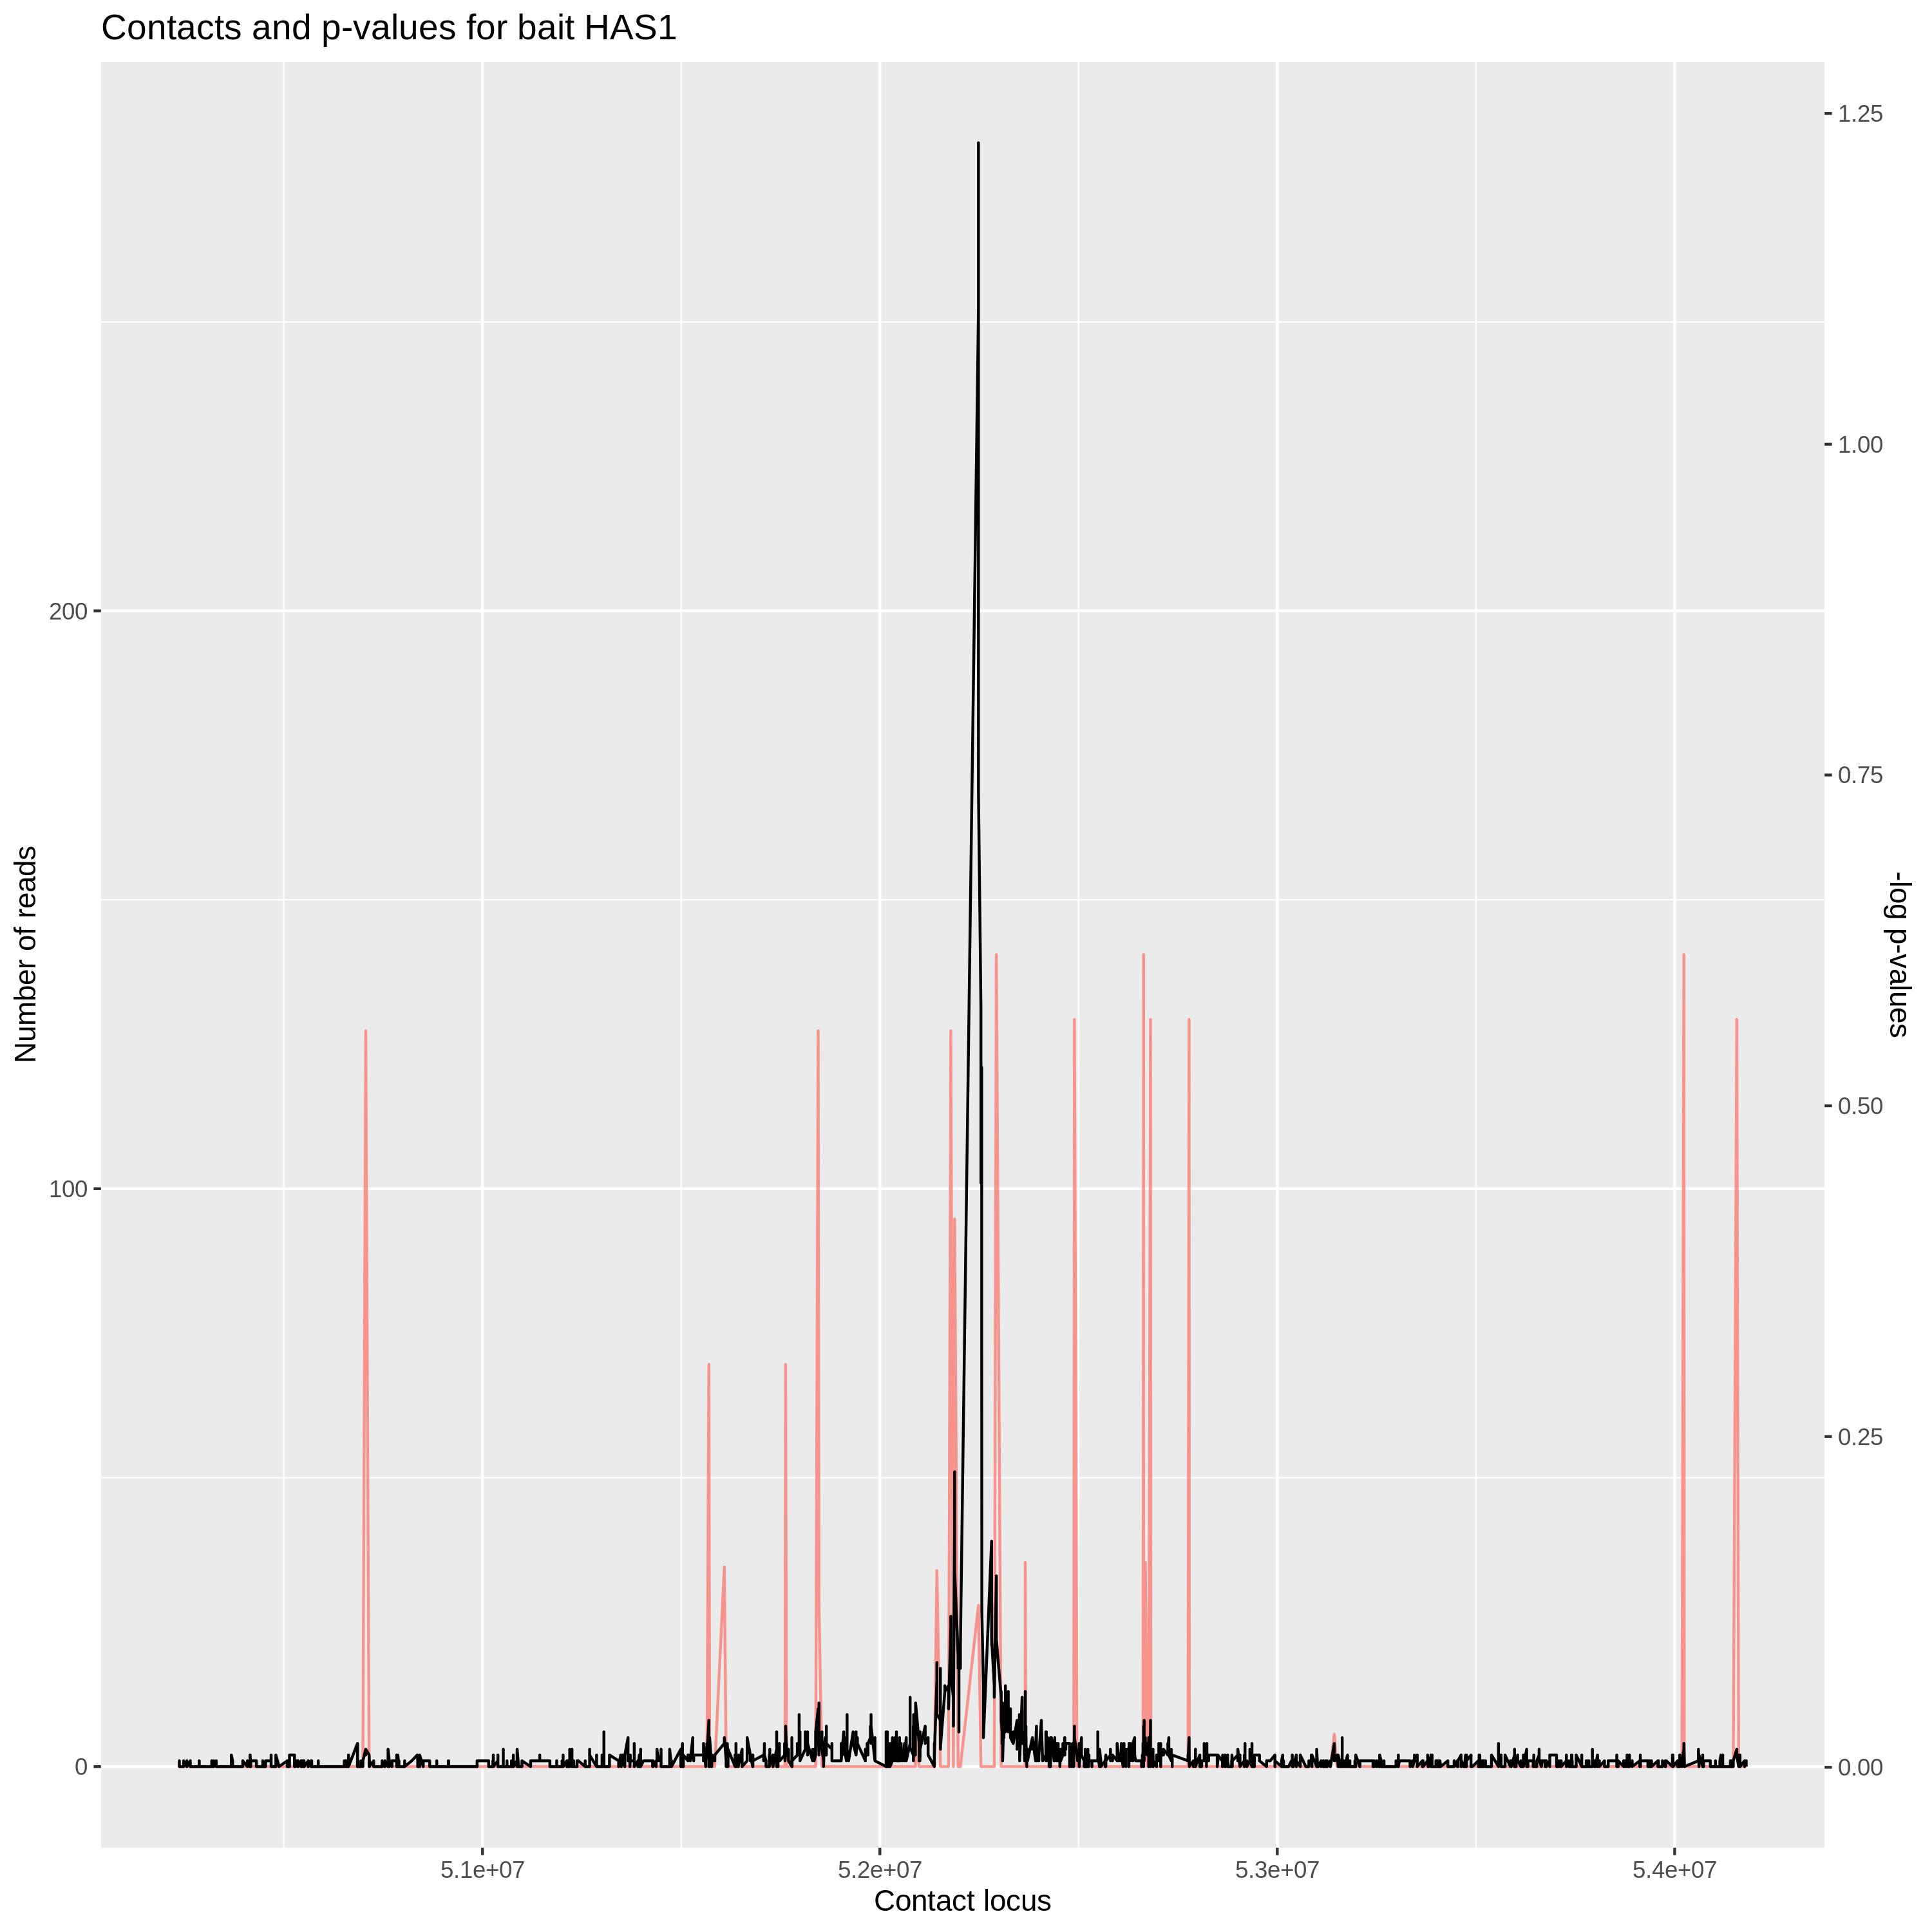 Contacts and p-values for bait HAS1
Number of reads
200
100
0
1.25
1.00
0.75
0.50
0.25
0.00
-log p-values
5.1e+07
5.2e+07
5.3e+07
5.4e+07
Contact locus